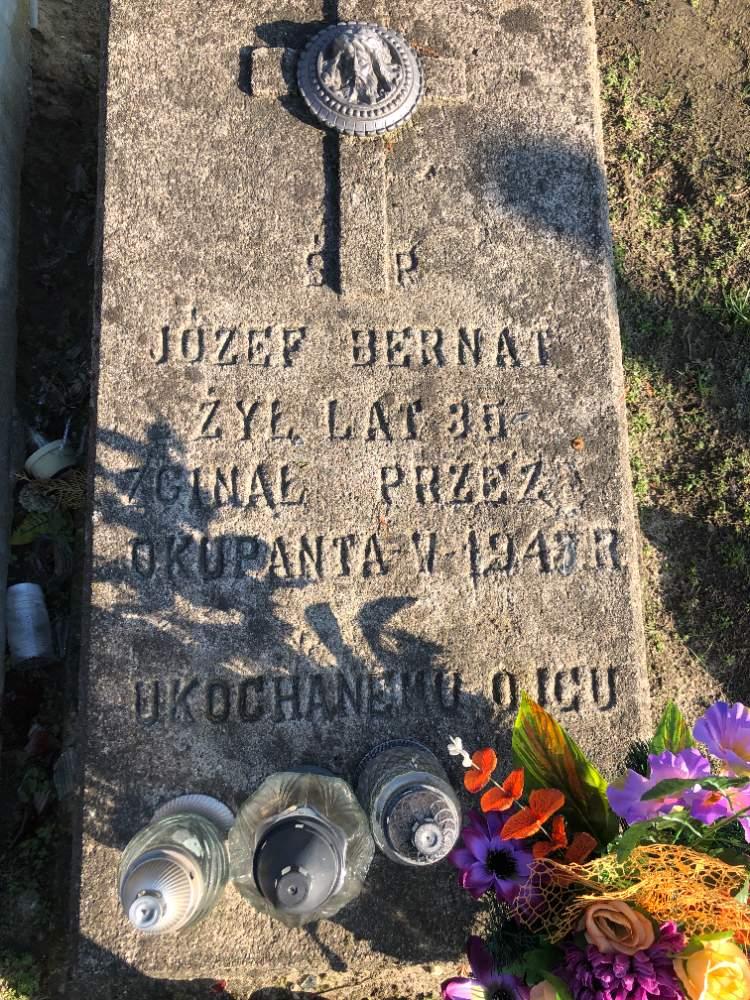 Ś P
JÓZEF BERNAT
ŻYŁ LAT 35
ZGINĄŁ PRZEZ
OKUPANTA V-1943.R
UKOCHANEMU OJCU